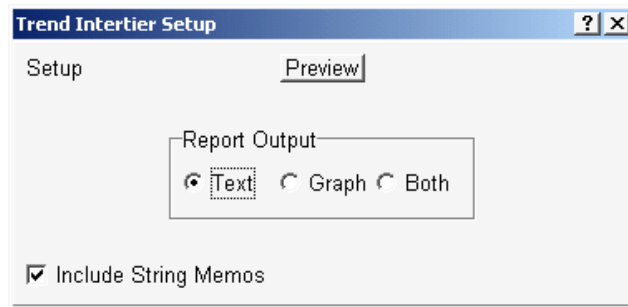 Trend Intertier Setup
Setup Preview
Report Output
Text Graph Both
Include String Memos